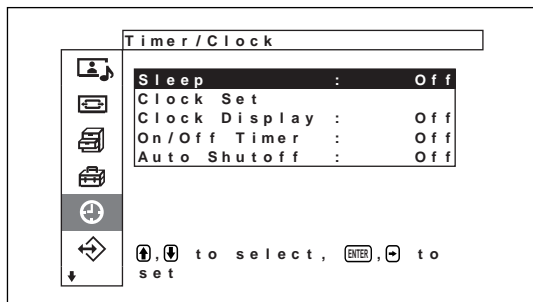 Timer/Clock
Sleep : Off
Clock Set
Clock Display : Off
On/Off Timer : Off
Auto Shutoff : Off
, to select, ENTER , to
set